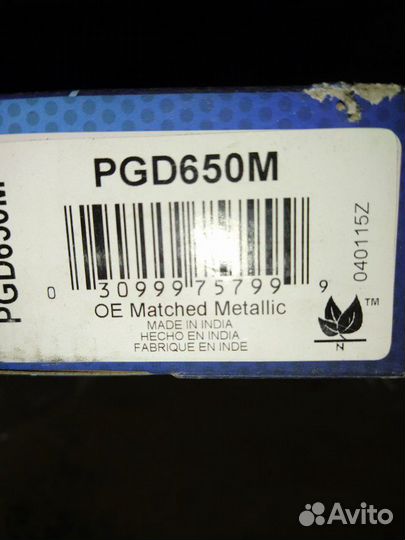 PGD650M
PGD650M
0 30999 75799 9
040115Z
OE Matched Metallic
MADE IN INDIA
HECHO EN INDIA
FABRIQUE EN INDE
TM
N
Avito